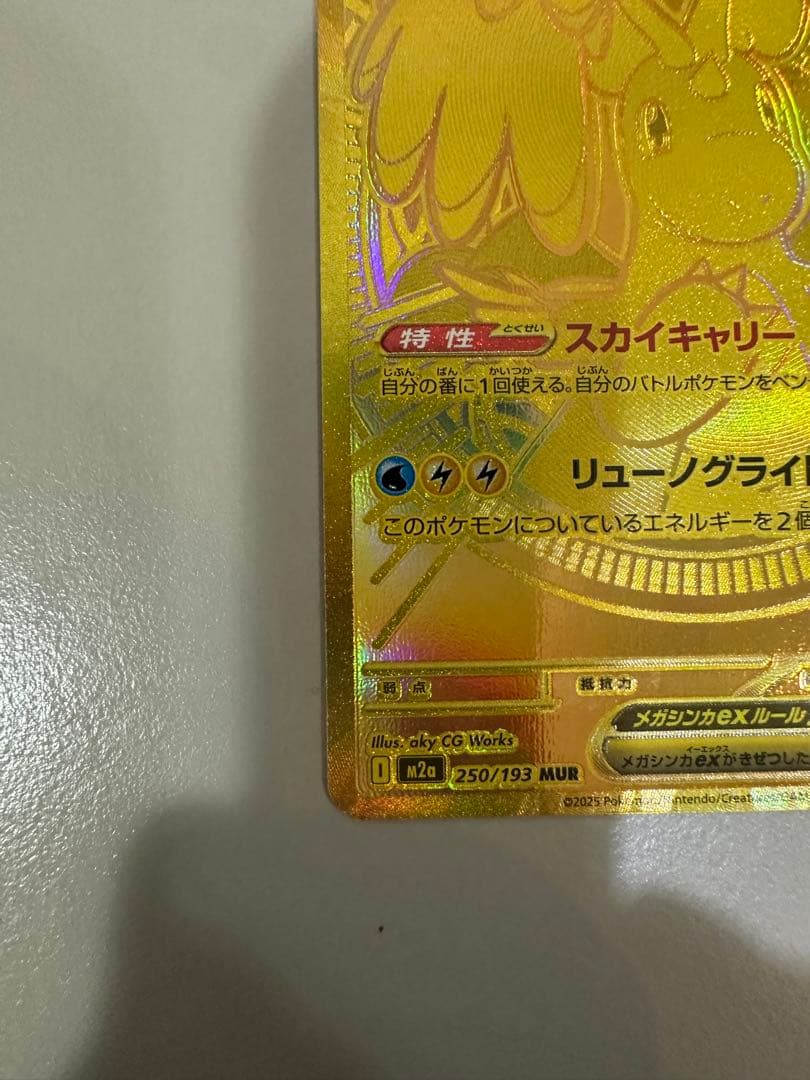 特性 とくせい スカイキャリー
じぶん ばん かいつか じぶん
自分の番に1回使える。自分のバトルポケモンをベン
リューノグライド
このポケモンについているエネルギーを2個
弱点 抵抗力
メガシンカexルール
イーエックス
メガシンカexがきぜつした
Illus. aky CG Works
I m2a 250/193 MUR
©2025 Pokémon/Nintendo/Creatures